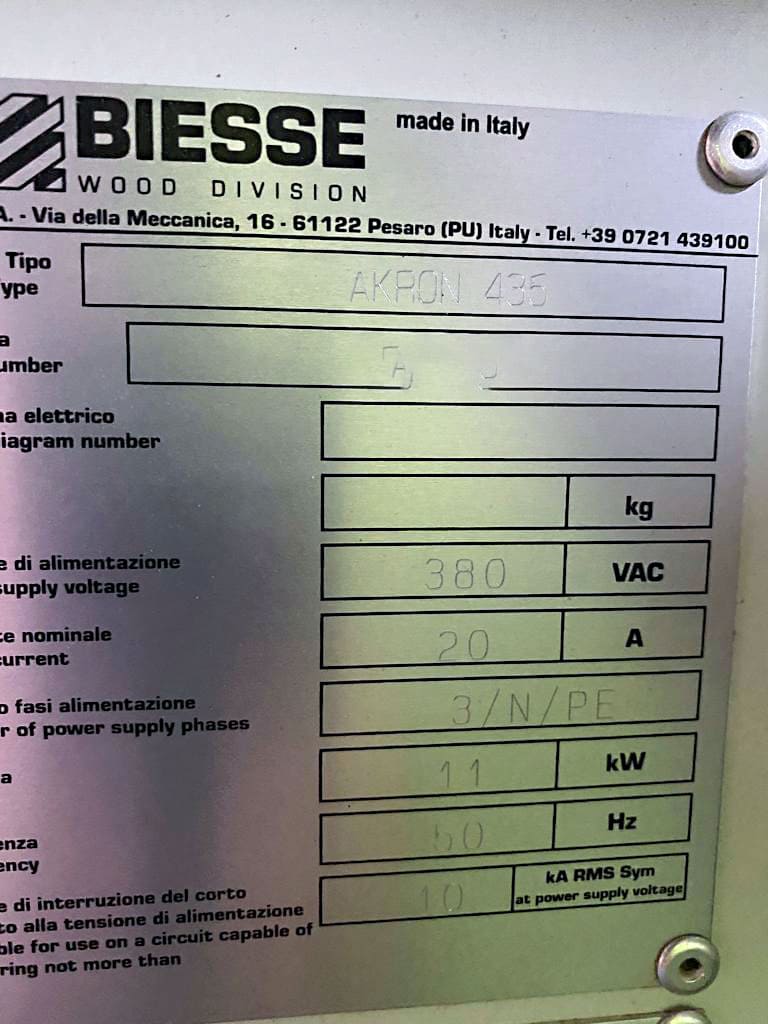 BIESSE
made in Italy
WOOD DIVISION
A. - Via della Meccanica, 16 - 61122 Pesaro (PU) Italy - Tel. +39 0721 439100
Tipo
ype
AKRON 435
a
umber
na elettrico
iagram number
kg
e di alimentazione
supply voltage
380
VAC
te nominale
current
20
A
o fasi alimentazione
r of power supply phases
3/N/PE
a
11
kW
enza
ency
50
Hz
e di interruzione del corto
to alla tensione di alimentazione
ble for use on a circuit capable of
ring not more than
10
kA RMS Sym
at power supply voltage